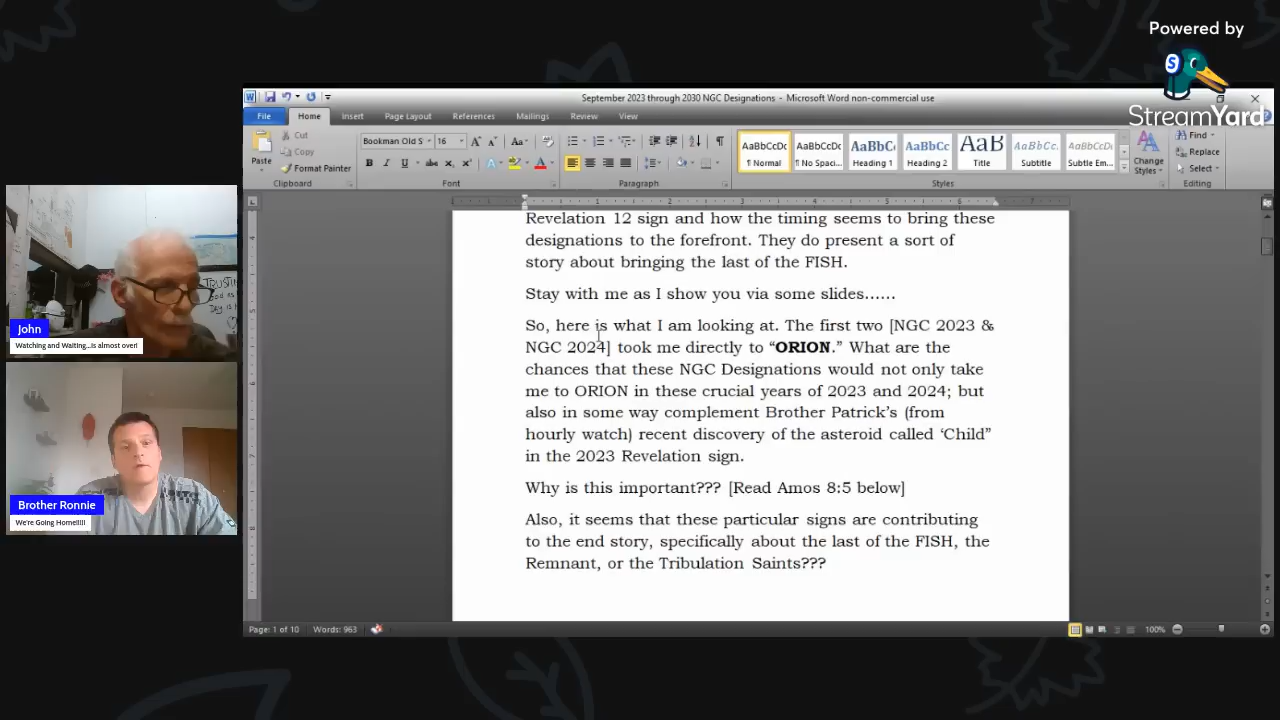 Powered by
StreamYard
September 2023 through 2030 NGC Designations - Microsoft Word non-commercial use
File Home Insert Page Layout References Mailings Review View
Paste
Cut
Copy
Format Painter
Clipboard
Bookman Old S 16
Font
Paragraph
AaBbCcDc AaBbCcDc AaBbC AaBbCc AaB AaBbCc. AaBbCcDc
¶ Normal ¶ No Spaci... Heading 1 Heading 2 Title Subtitle Subtle Em...
Styles
Change
Styles
Find
Replace
Select
Editing
Revelation 12 sign and how the timing seems to bring these
designations to the forefront. They do present a sort of
story about bringing the last of the FISH.
Stay with me as I show you via some slides……
So, here is what I am looking at. The first two [NGC 2023 &
NGC 2024] took me directly to “ORION.” What are the
chances that these NGC Designations would not only take
me to ORION in these crucial years of 2023 and 2024; but
also in some way complement Brother Patrick’s (from
hourly watch) recent discovery of the asteroid called ‘Child”
in the 2023 Revelation sign.
Why is this important??? [Read Amos 8:5 below]
Also, it seems that these particular signs are contributing
to the end story, specifically about the last of the FISH, the
Remnant, or the Tribulation Saints???
Page: 1 of 10 Words: 963
100%
John
Watching and Waiting...is almost over!
Brother Ronnie
We're Going Home!!!!!